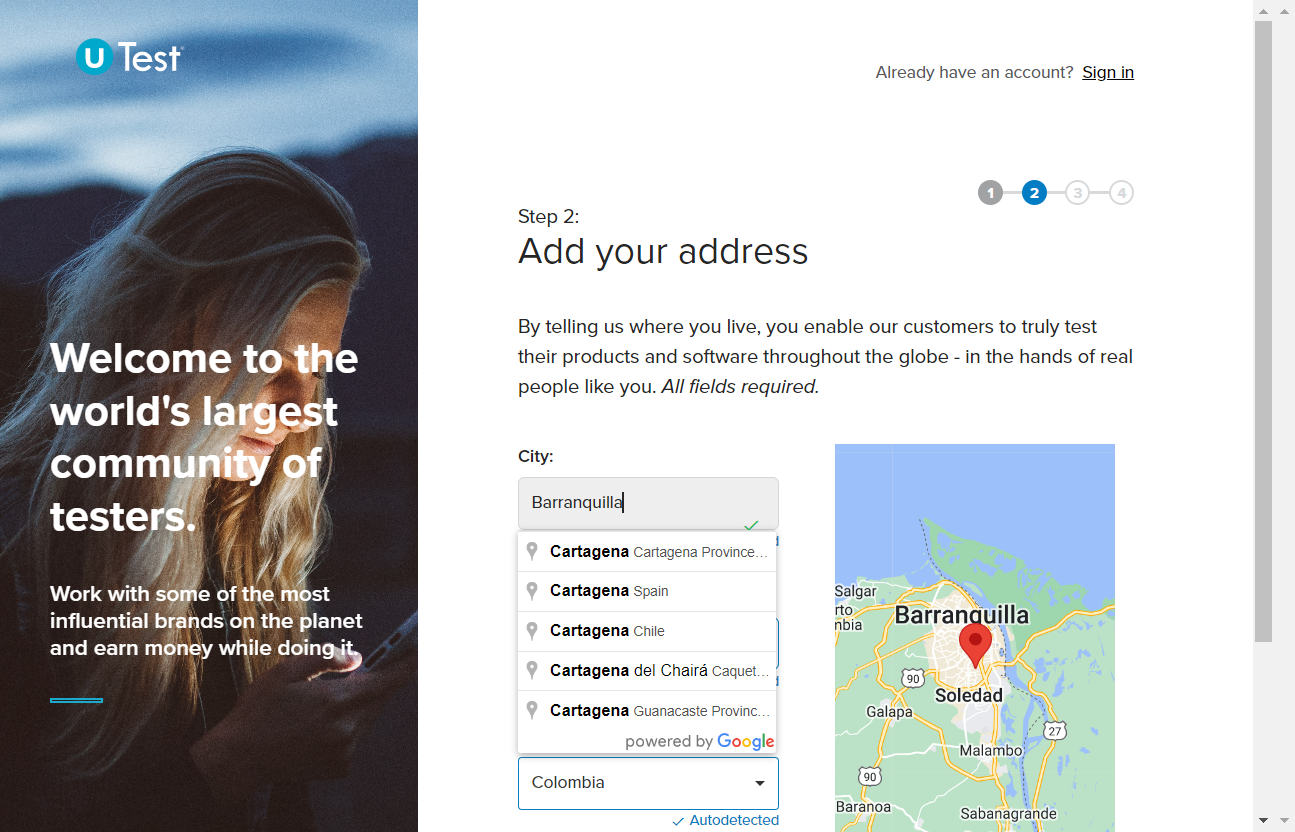 U Test
Already have an account? Sign in
1 2 3 4
Step 2:
Add your address
By telling us where you live, you enable our customers to truly test
their products and software throughout the globe - in the hands of real
people like you. All fields required.
Welcome to the
world's largest
community of
testers.
Work with some of the most
influential brands on the planet
and earn money while doing it.
City:
Barranquilla
Cartagena Cartagena Province...
Cartagena Spain
Cartagena Chile
Cartagena del Chairá Caquet...
Cartagena Guanacaste Provinc...
powered by Google
Colombia
Autodetected
Salgar
Barranquilla
90
Soledad
Galapa
27
Malambo
90
Baranoa
Sabanagrande